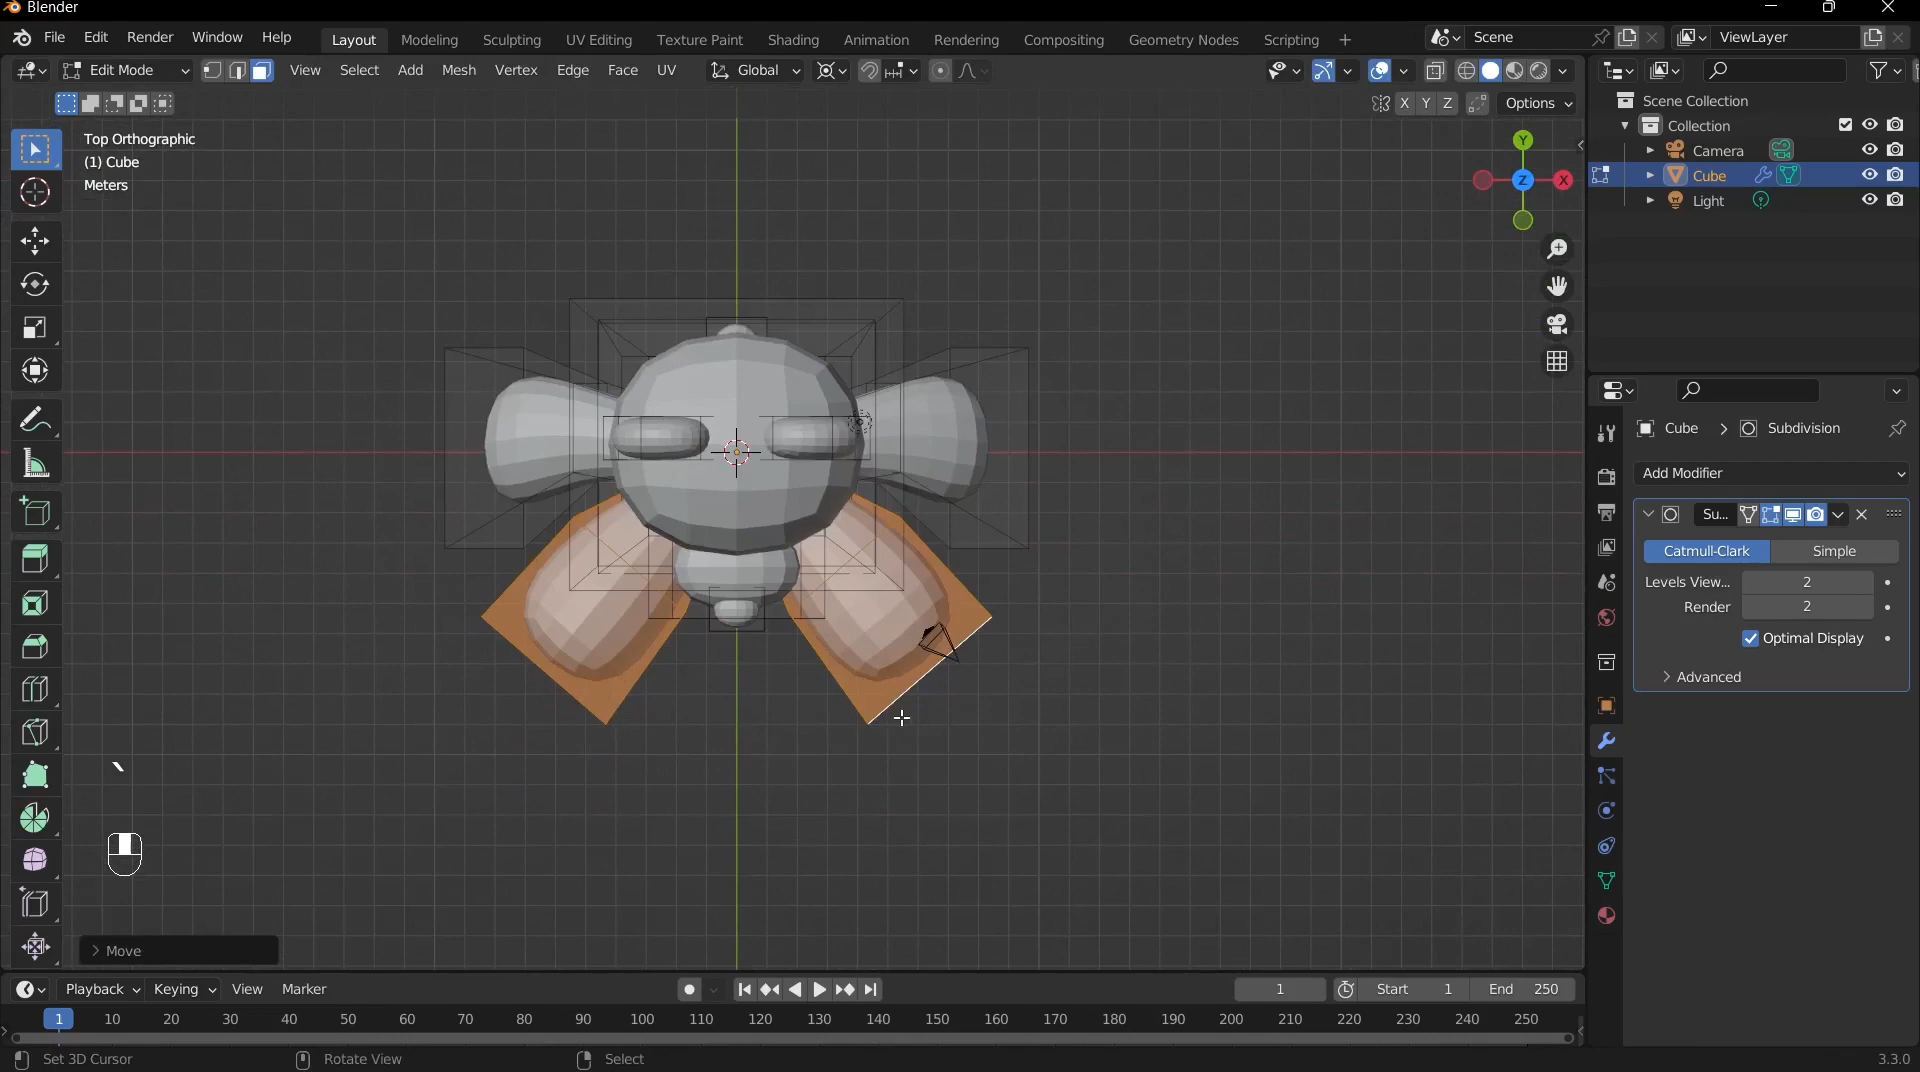 Blender
File Edit Render Window Help Layout Modeling Sculpting UV Editing Texture Paint Shading Animation Rendering Compositing Geometry Nodes Scripting + Scene ViewLayer
Edit Mode View Select Add Mesh Vertex Edge Face UV Global
X Y Z Options
Top Orthographic
(1) Cube
Meters
Y
X
Z
Scene Collection
Collection
Camera
Cube
Light
Cube > Subdivision
Add Modifier
Su...
Catmull-Clark Simple
Levels View... 2
Render 2
Optimal Display
> Advanced
> Move
Playback Keying View Marker 1 Start 1 End 250
1 10 20 30 40 50 60 70 80 90 100 110 120 130 140 150 160 170 180 190 200 210 220 230 240 250
Set 3D Cursor Rotate View Select 3.3.0